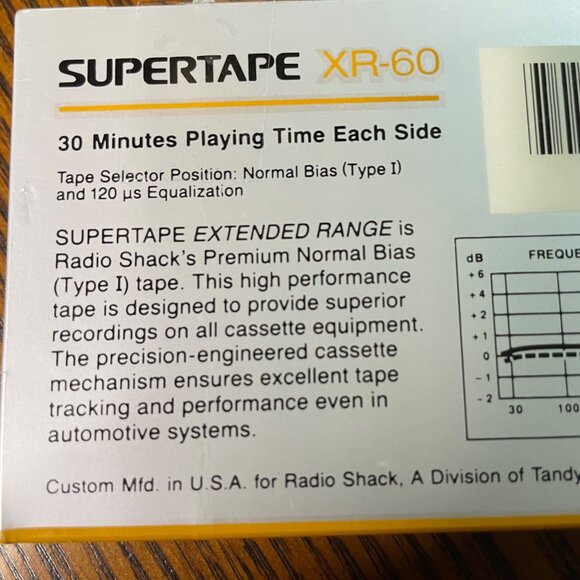 SUPERTAPE XR-60
30 Minutes Playing Time Each Side
Tape Selector Position: Normal Bias (Type I)
and 120 µs Equalization
SUPERTAPE EXTENDED RANGE is
Radio Shack's Premium Normal Bias
(Type I) tape. This high performance
tape is designed to provide superior
recordings on all cassette equipment.
The precision-engineered cassette
mechanism ensures excellent tape
tracking and performance even in
automotive systems.
Custom Mfd. in U.S.A. for Radio Shack, A Division of Tandy
dB FREQUE
+6
+4
+2
+1
0
-1
-2
30 100